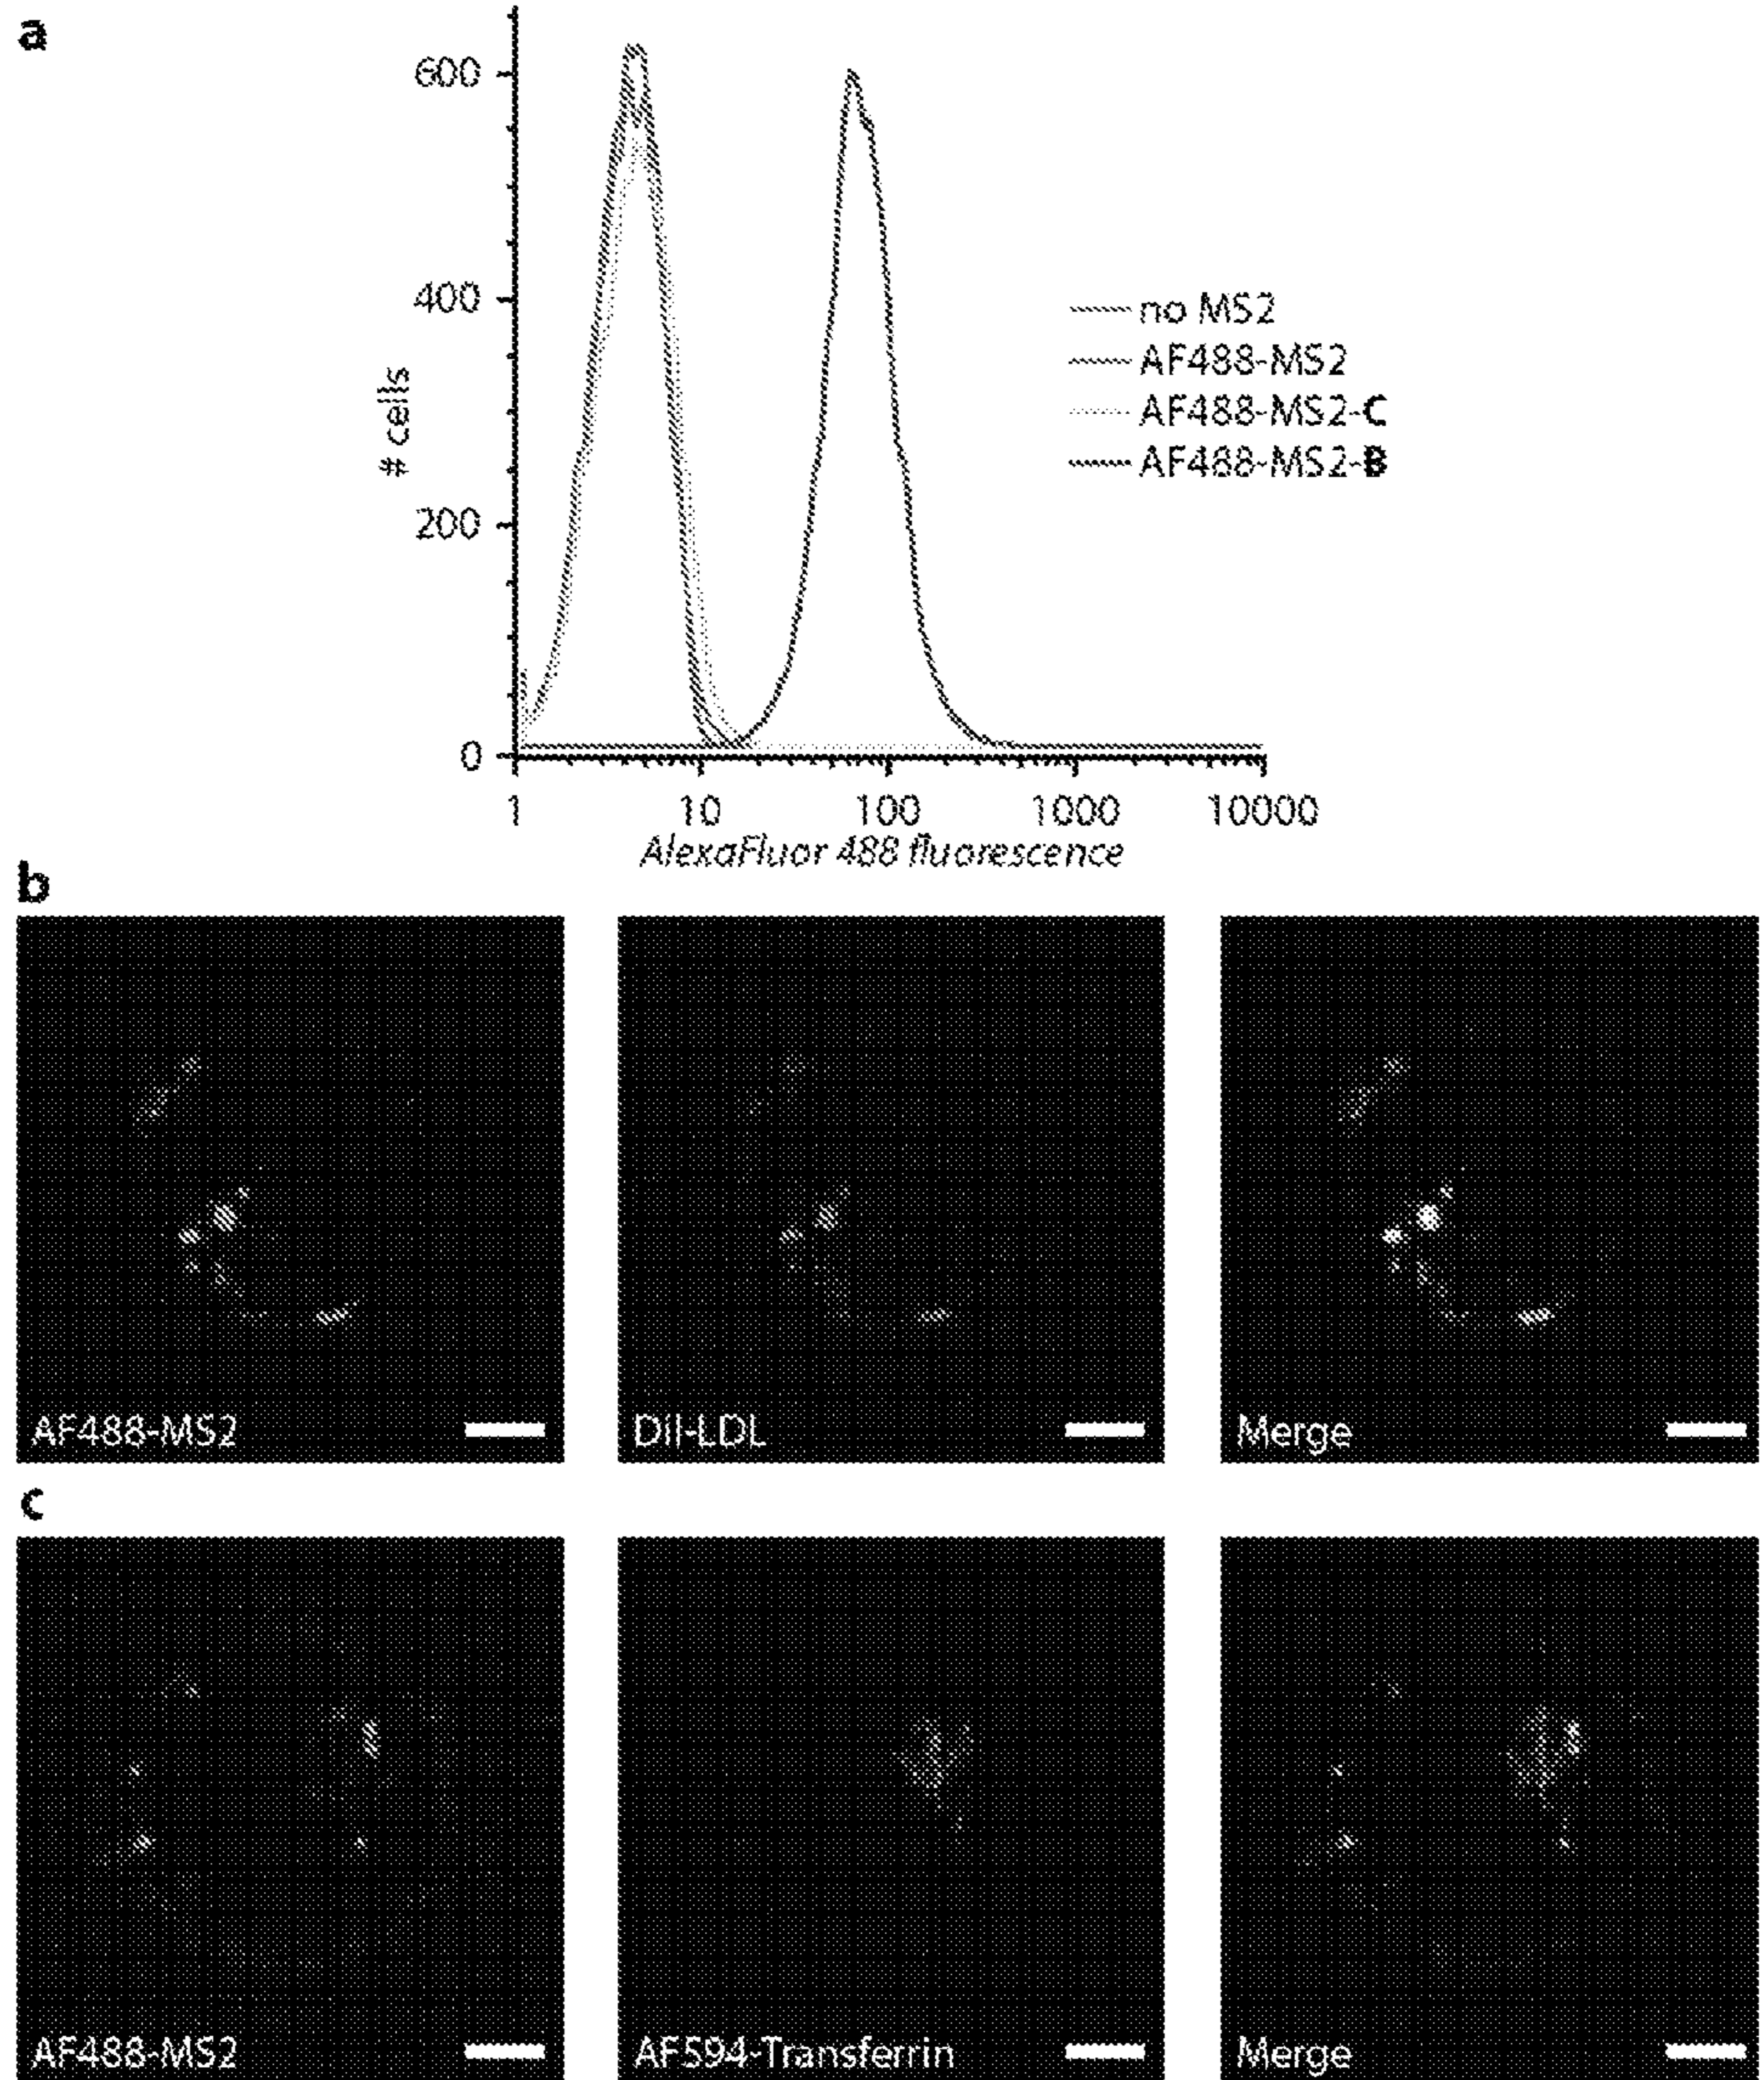 a
600
400
200
0
# cells
no MS2
AF488-MS2
AF488-MS2-C
AF488-MS2-B
1 10 100 1000 10000
AlexaFluor 488 fluorescence
b
AF488-MS2
DiI-LDL
Merge
c
AF488-MS2
AF594-Transferrin
Merge